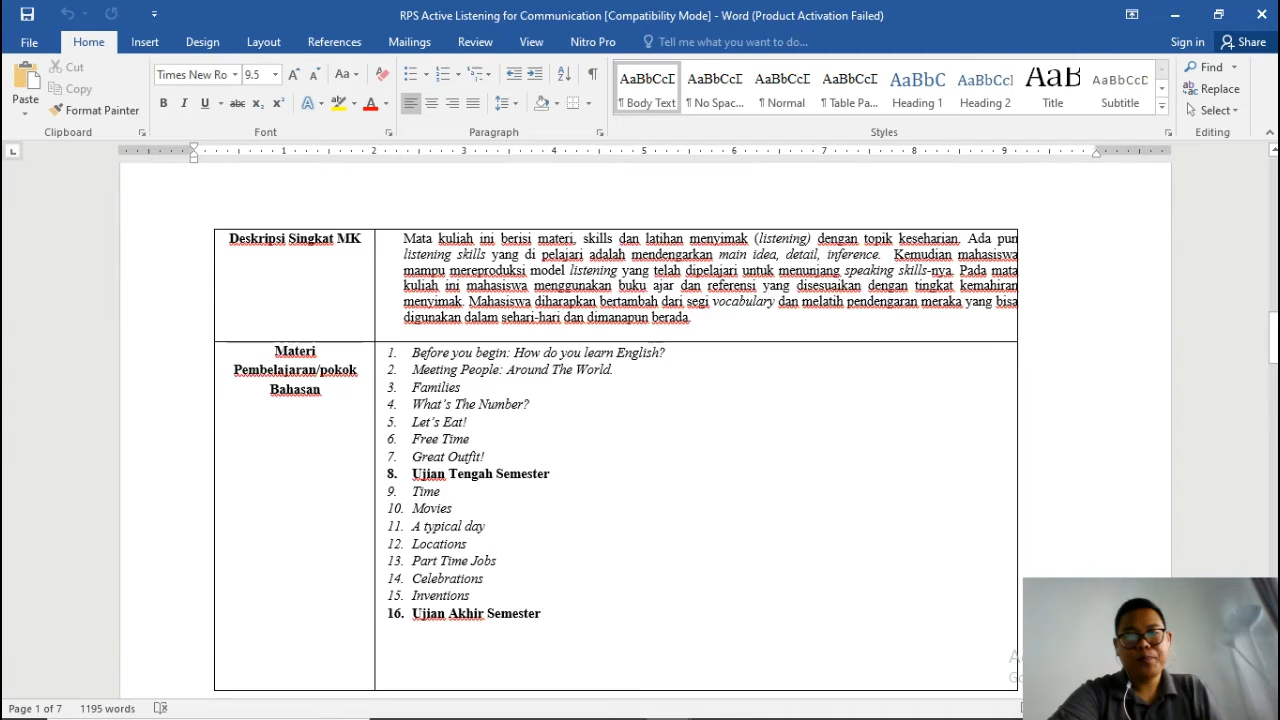 RPS Active Listening for Communication [Compatibility Mode] - Word (Product Activation Failed)
File Home Insert Design Layout References Mailings Review View Nitro Pro Tell me what you want to do... Sign in Share
Paste
Cut
Copy
Format Painter
Clipboard
Times New Ro 9.5
Font
Paragraph
AaBbCcI AaBbCcI AaBbCcI AaBbCcI AaBbC AaBbCcI AaB AaBbCcC
¶ Body Text ¶ No Spac... ¶ Normal ¶ Table Pa... Heading 1 Heading 2 Title Subtitle
Styles
Find
Replace
Select
Editing
1 2 3 4 5 6 7 8 9
Deskripsi Singkat MK
Mata kuliah ini berisi materi, skills dan latihan menyimak (listening) dengan topik keseharian. Ada pun
listening skills yang di pelajari adalah mendengarkan main idea, detail, inference. Kemudian mahasiswa
mampu mereproduksi model listening yang telah dipelajari untuk menunjang speaking skills-nya. Pada mata
kuliah ini mahasiswa menggunakan buku ajar dan referensi yang disesuaikan dengan tingkat kemahiran
menyimak. Mahasiswa diharapkan bertambah dari segi vocabulary dan melatih pendengaran meraka yang bisa
digunakan dalam sehari-hari dan dimanapun berada.
Materi
Pembelajaran/pokok
Bahasan
1. Before you begin: How do you learn English?
2. Meeting People: Around The World.
3. Families
4. What's The Number?
5. Let's Eat!
6. Free Time
7. Great Outfit!
8. Ujian Tengah Semester
9. Time
10. Movies
11. A typical day
12. Locations
13. Part Time Jobs
14. Celebrations
15. Inventions
16. Ujian Akhir Semester
Page 1 of 7 1195 words